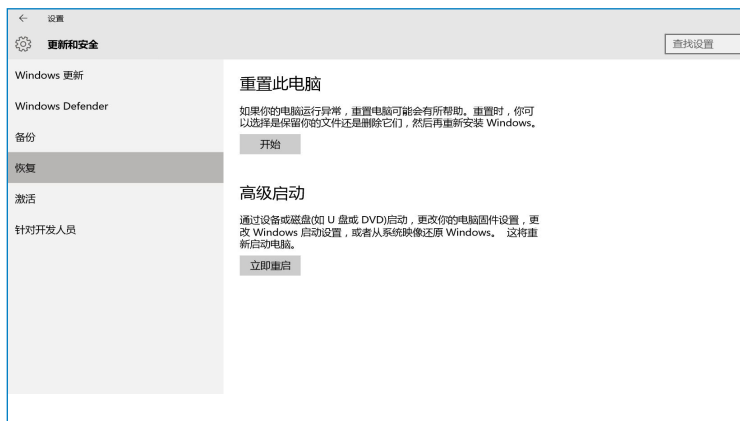 设置
更新和安全
查找设置
Windows 更新
Windows Defender
备份
恢复
激活
针对开发人员
重置此电脑
如果你的电脑运行异常，重置电脑可能会有所帮助。重置时，你可
以选择是保留你的文件还是删除它们，然后再重新安装 Windows。
开始
高级启动
通过设备或磁盘(如 U 盘或 DVD)启动，更改你的电脑固件设置，更
改 Windows 启动设置，或者从系统映像还原 Windows。 这将重
新启动电脑。
立即重启